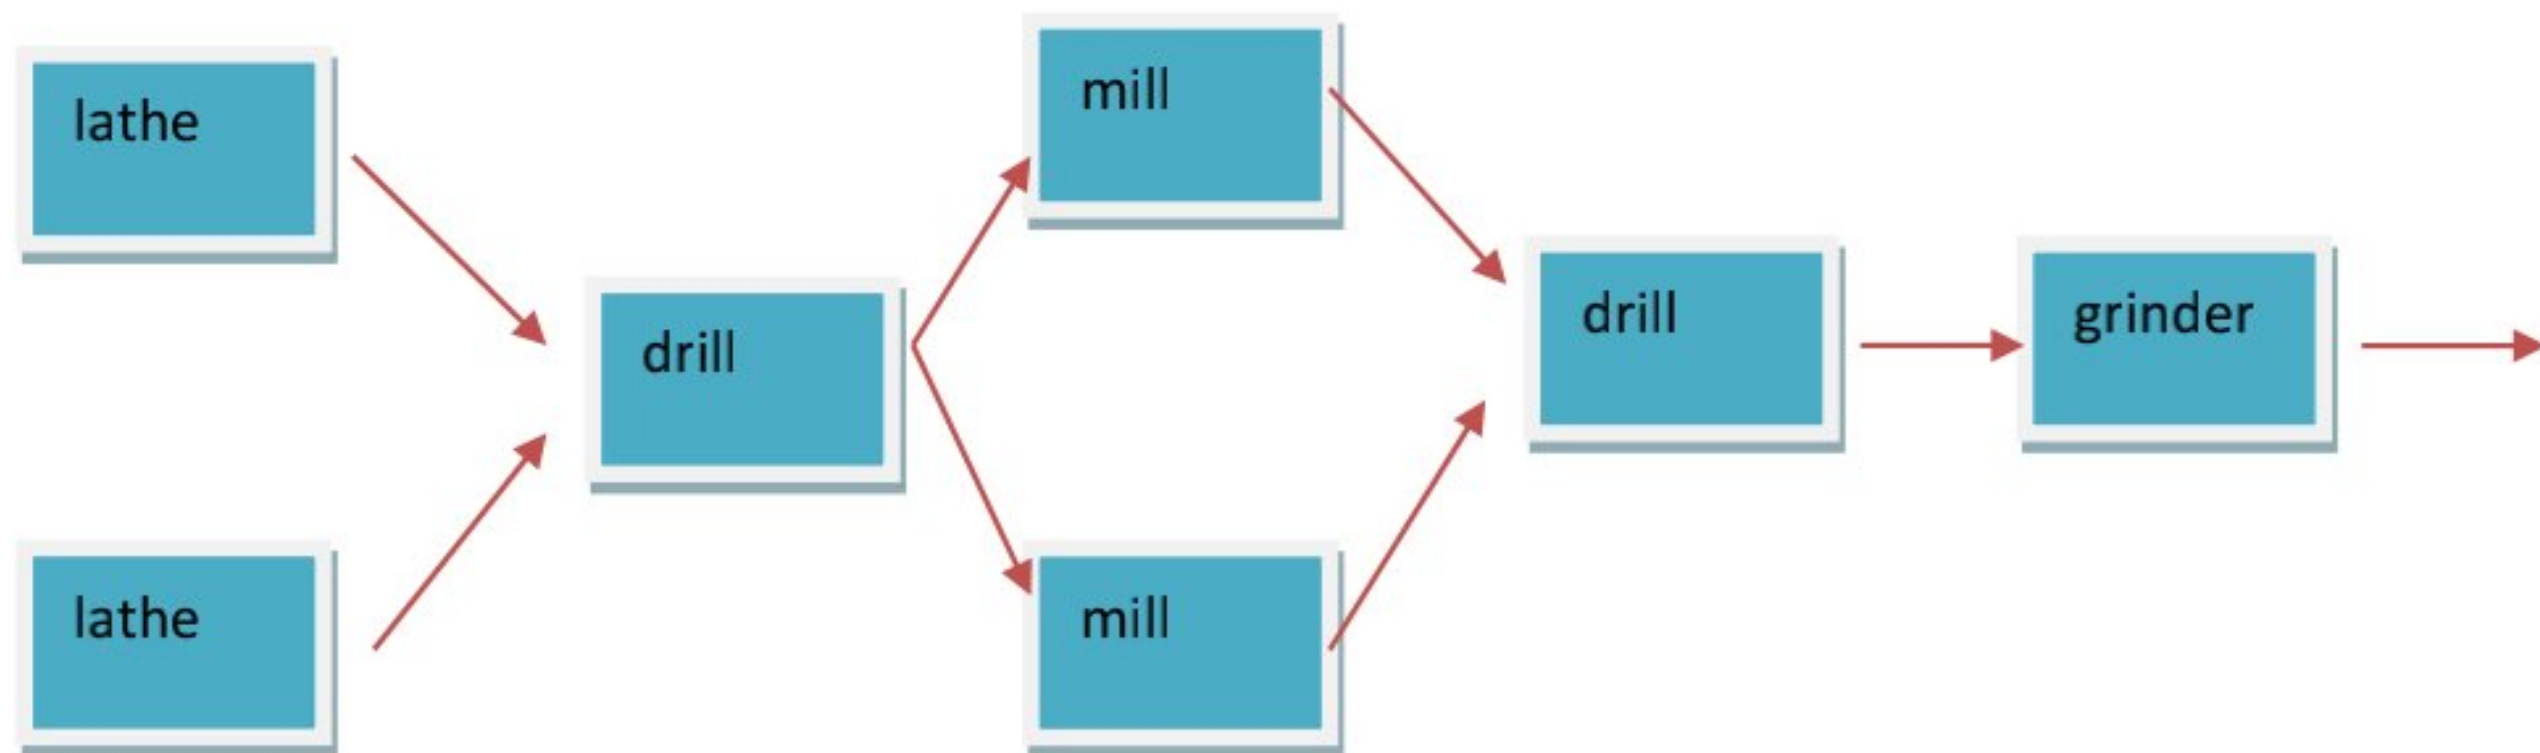 lathe
lathe
drill
mill
mill
drill
grinder